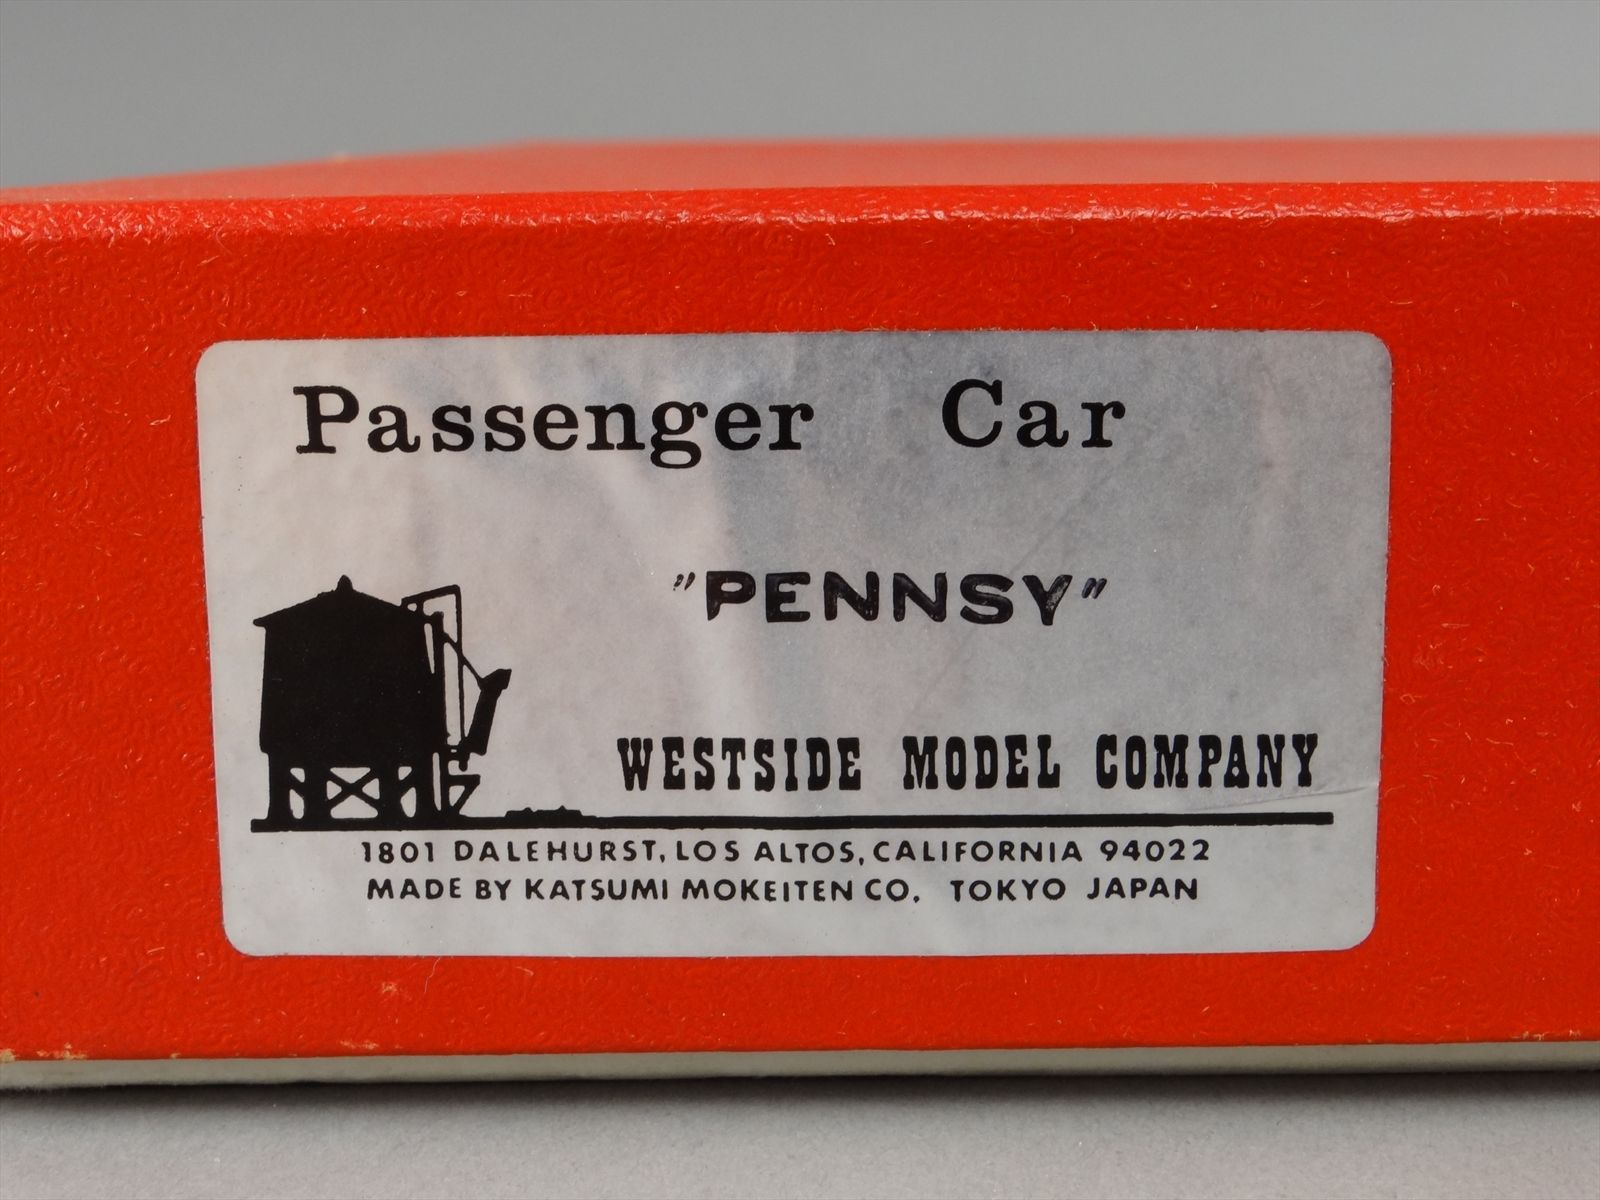 Passenger Car
"PENNSY"
WESTSIDE MODEL COMPANY
1801 DALEHURST, LOS ALTOS, CALIFORNIA 94022
MADE BY KATSUMI MOKEITEN CO. TOKYO JAPAN